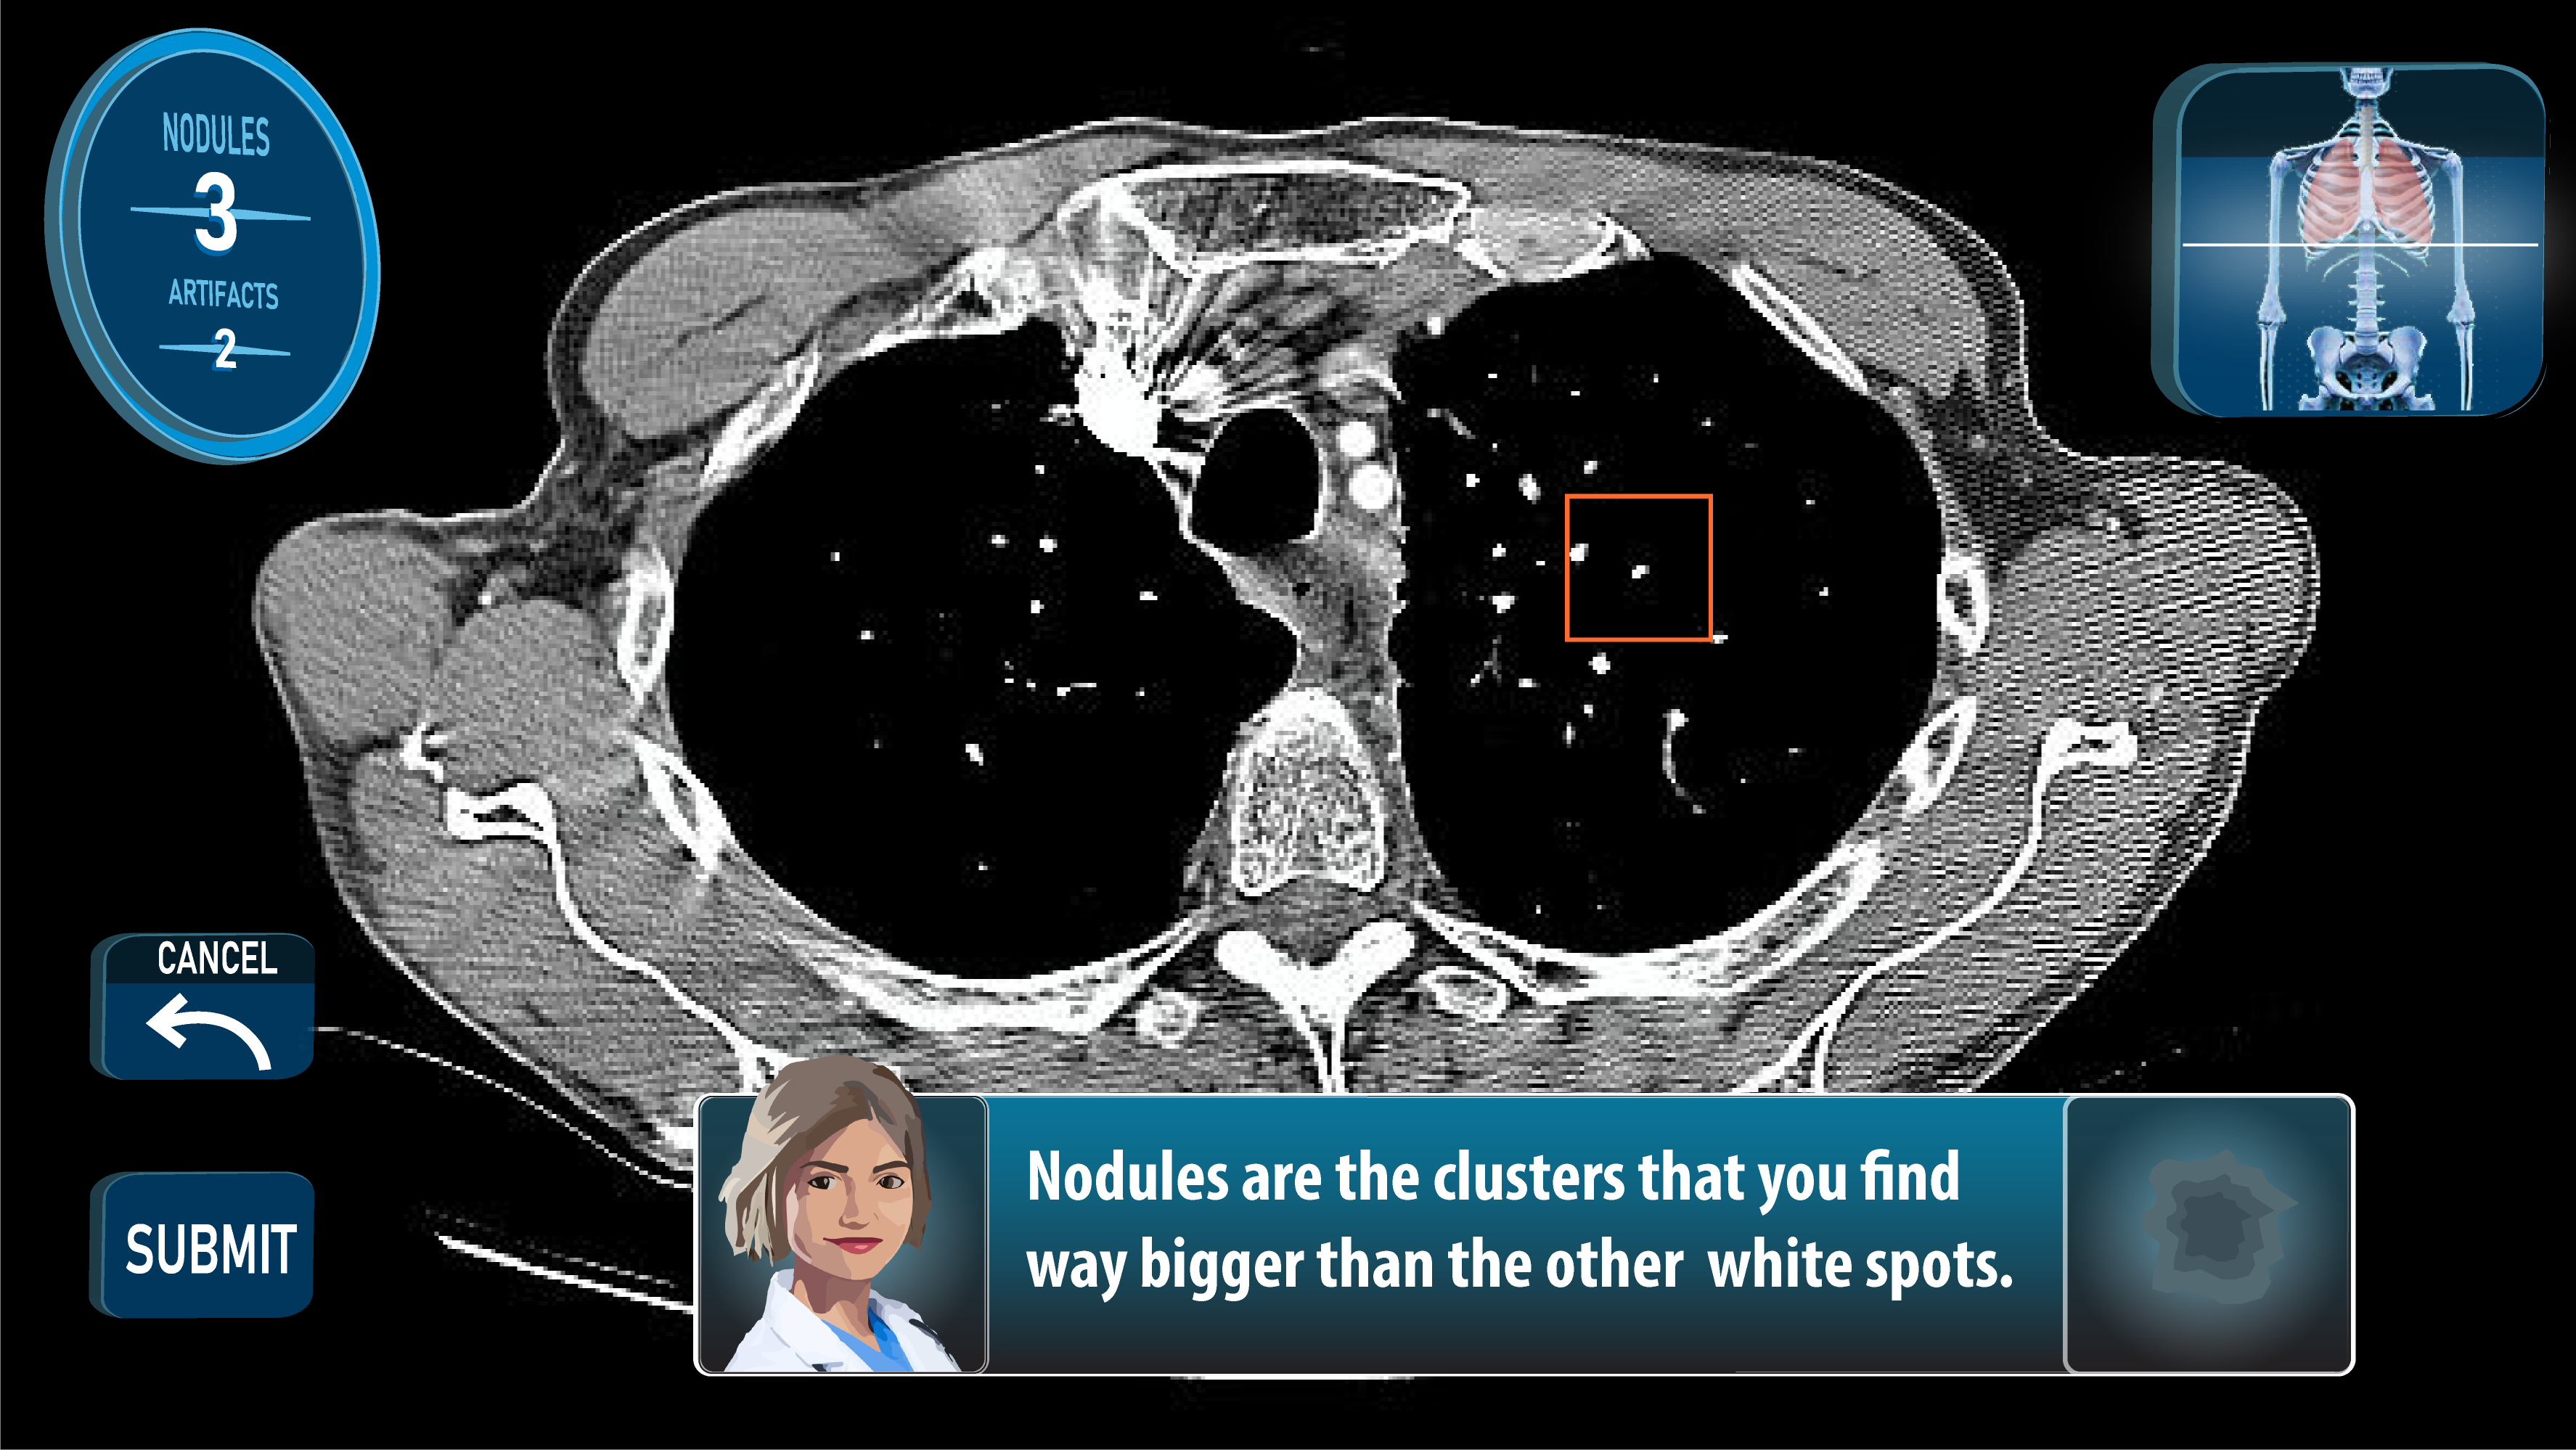 NODULES
3
ARTIFACTS
2
CANCEL
SUBMIT
Nodules are the clusters that you find
way bigger than the other white spots.